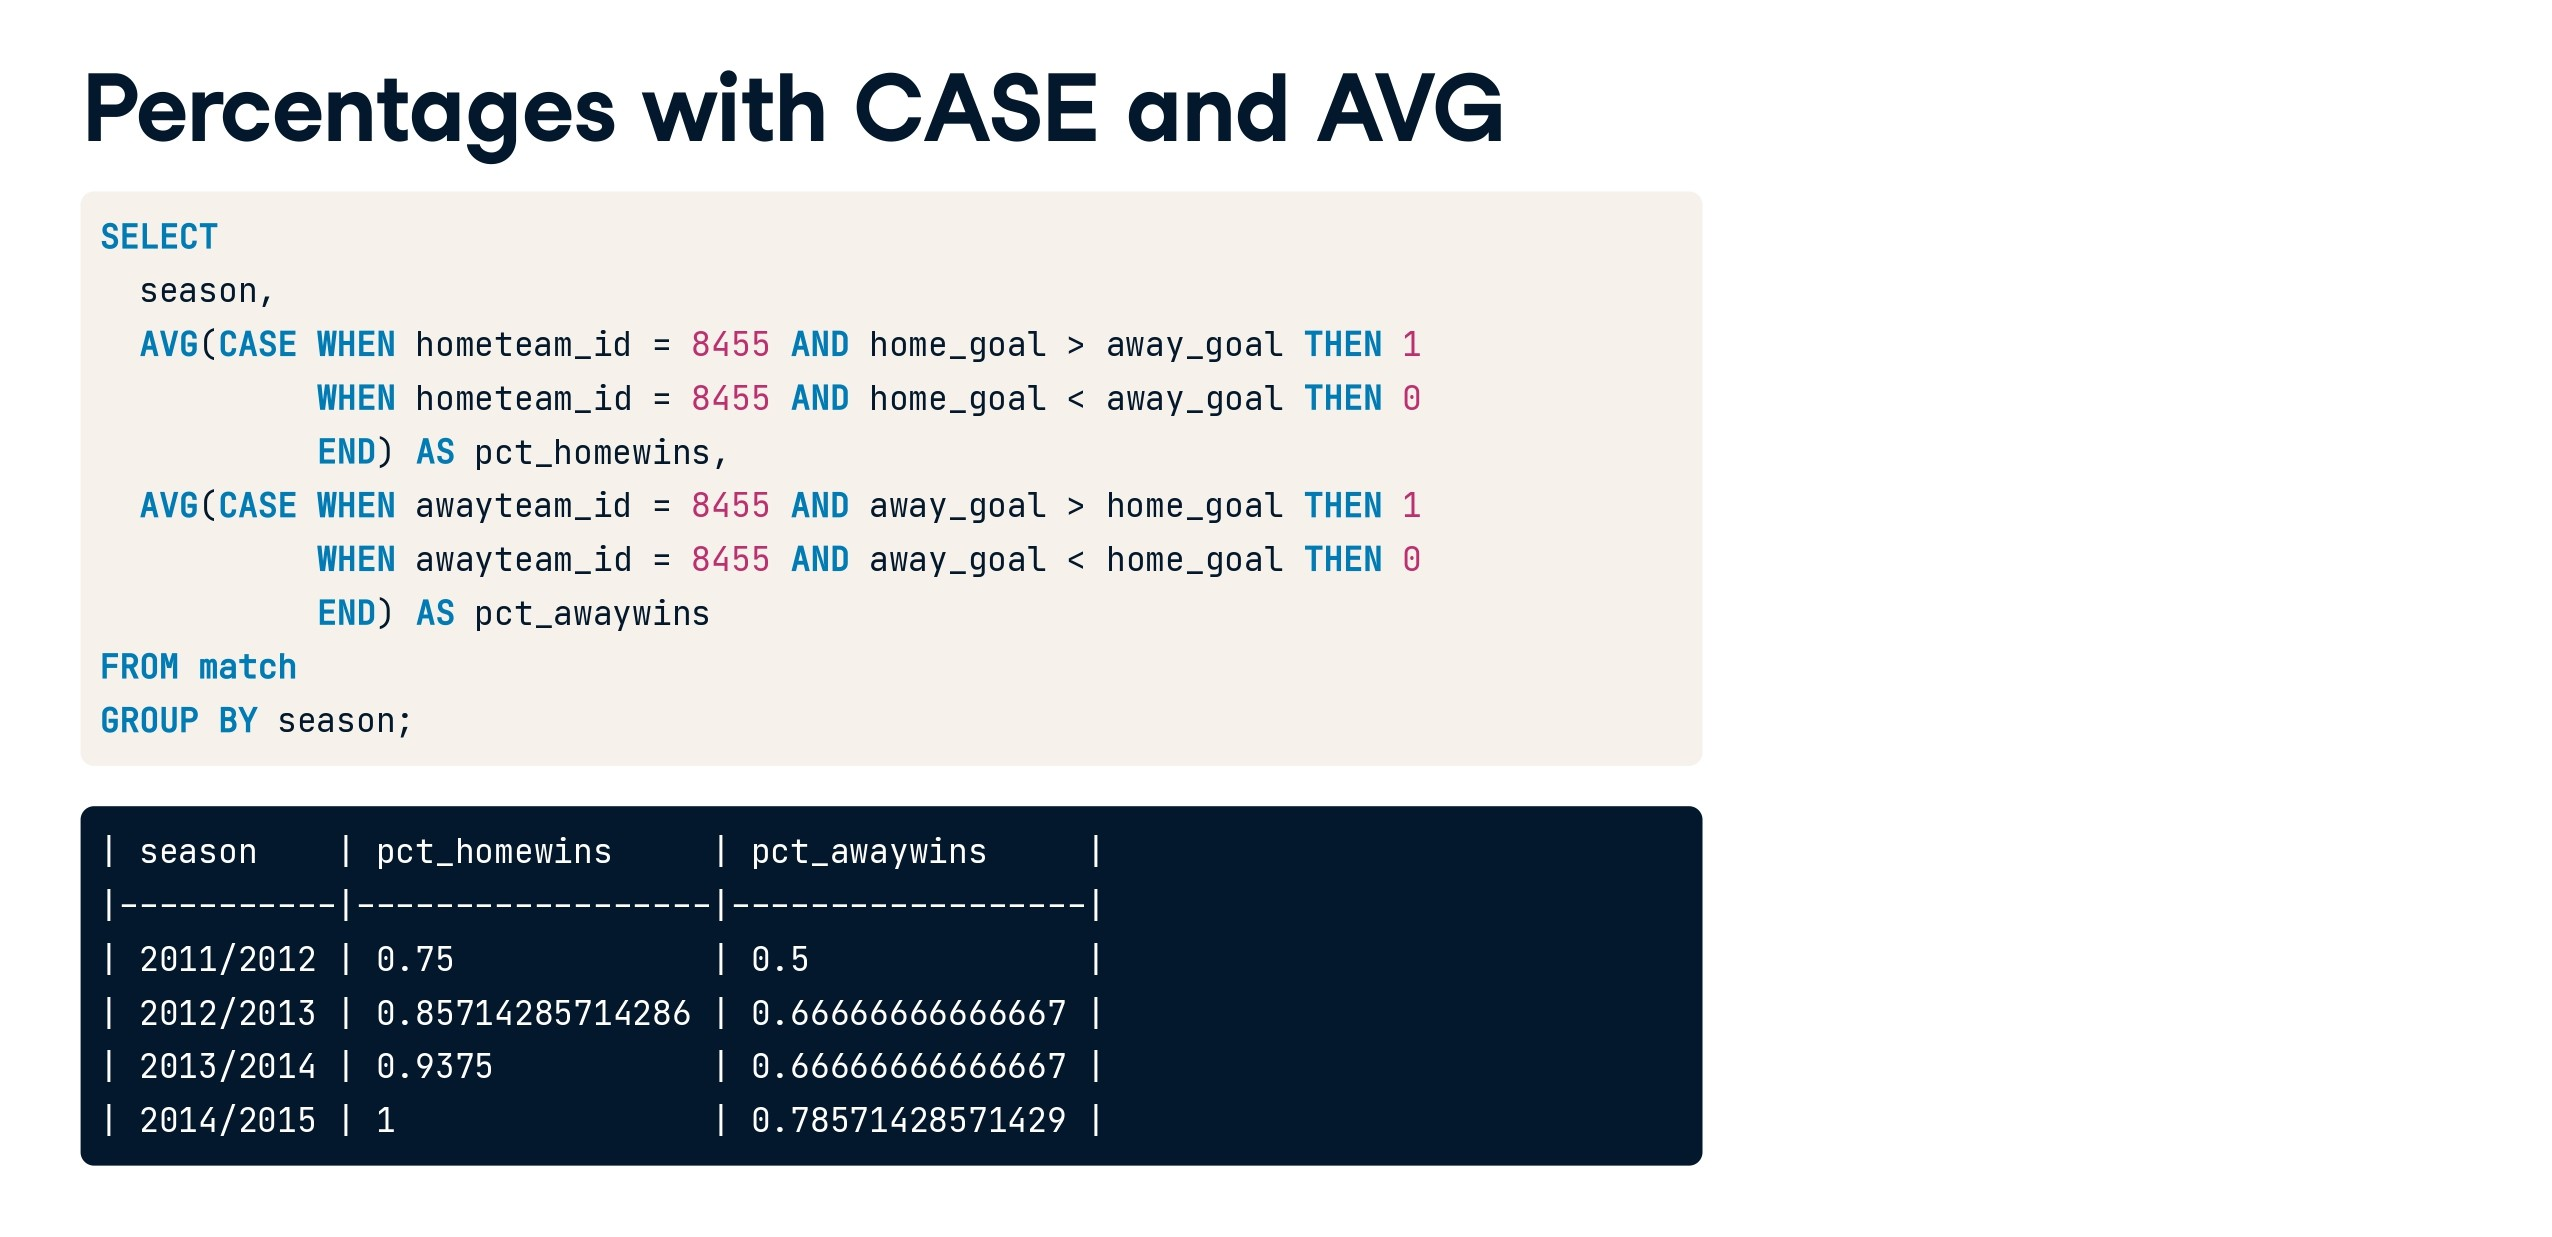 Percentages with CASE and AVG
SELECT
  season,
  AVG(CASE WHEN hometeam_id = 8455 AND home_goal > away_goal THEN 1
           WHEN hometeam_id = 8455 AND home_goal < away_goal THEN 0
           END) AS pct_homewins,
  AVG(CASE WHEN awayteam_id = 8455 AND away_goal > home_goal THEN 1
           WHEN awayteam_id = 8455 AND away_goal < home_goal THEN 0
           END) AS pct_awaywins
FROM match
GROUP BY season;
| season    | pct_homewins     | pct_awaywins     |
|-----------|------------------|------------------|
| 2011/2012 | 0.75             | 0.5              |
| 2012/2013 | 0.85714285714286 | 0.66666666666667 |
| 2013/2014 | 0.9375           | 0.66666666666667 |
| 2014/2015 | 1                | 0.78571428571429 |